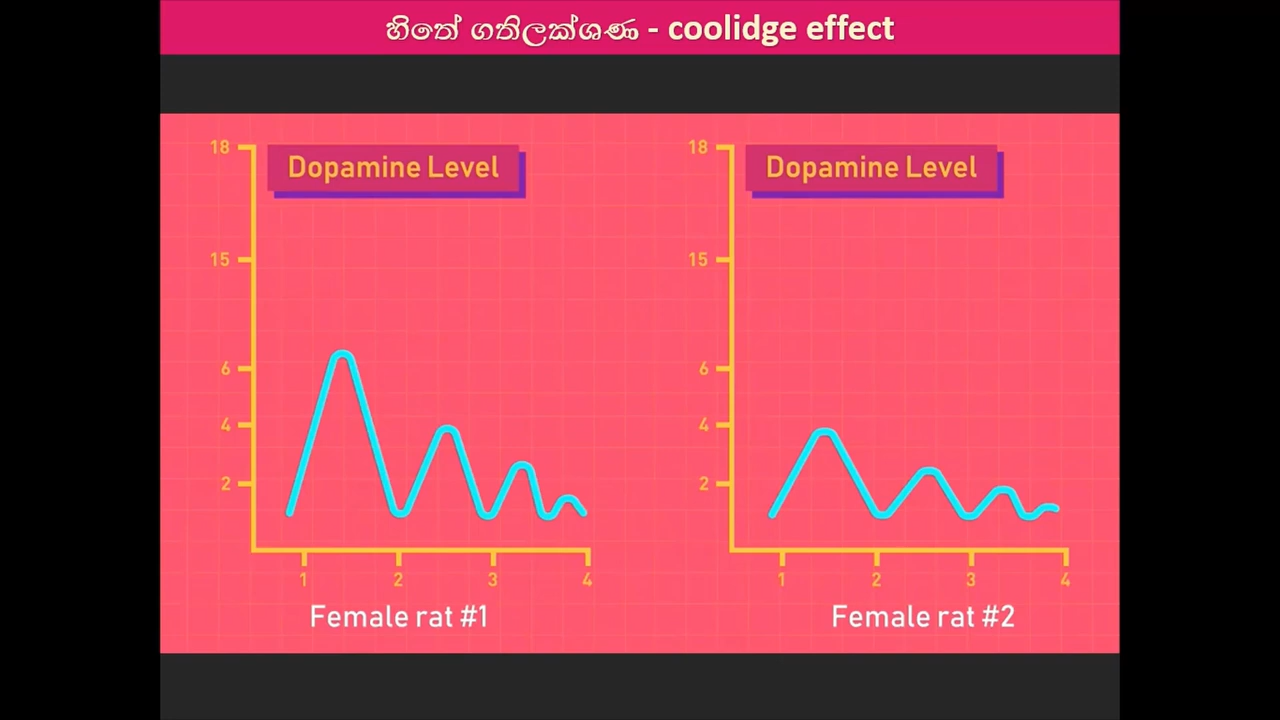 හිතේ ගතිලක්ශණ - coolidge effect
Dopamine Level
18
15
6
4
2
1 2 3 4
Female rat #1
Dopamine Level
18
15
6
4
2
1 2 3 4
Female rat #2